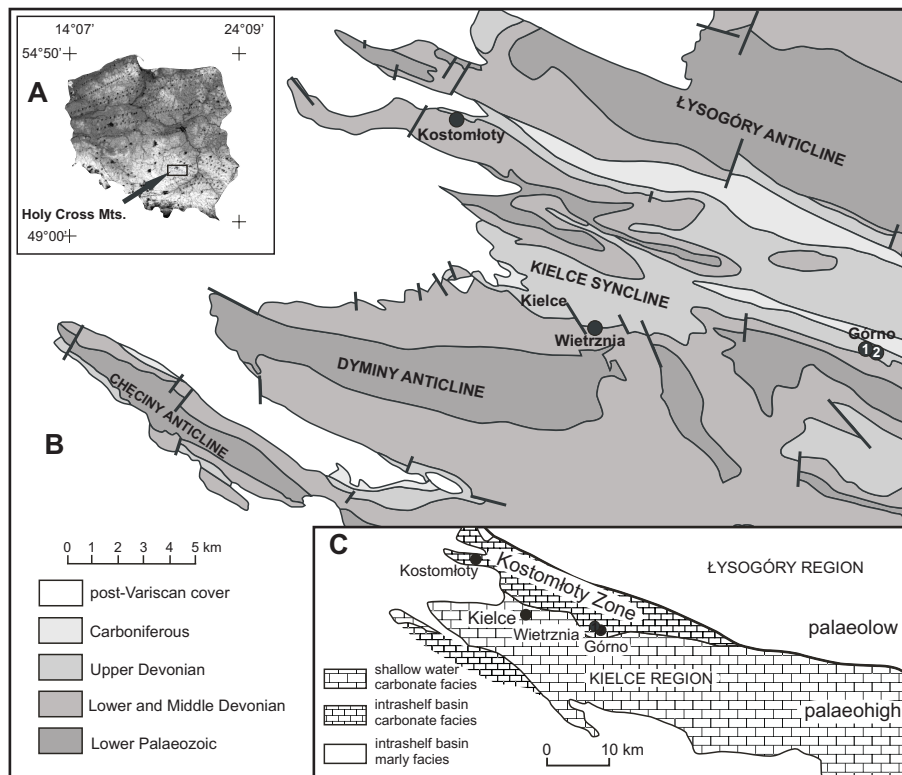 14°07' 24°09'
54°50'
A
Holy Cross Mts.
49°00'
Kostomłoty
ŁYSOGÓRY ANTICLINE
KIELCE SYNCLINE
Kielce
Wietrznia
Górno
1 2
DYMINY ANTICLINE
CHĘCINY ANTICLINE
B
0 1 2 3 4 5 km
post-Variscan cover
Carboniferous
Upper Devonian
Lower and Middle Devonian
Lower Palaeozoic
C
Kostomłoty
Kostomłoty Zone
ŁYSOGÓRY REGION
Kielce
palaeolow
Wietrznia
Górno
KIELCE REGION
palaeohigh
shallow water
carbonate facies
intrashelf basin
carbonate facies
intrashelf basin
marly facies
0 10 km